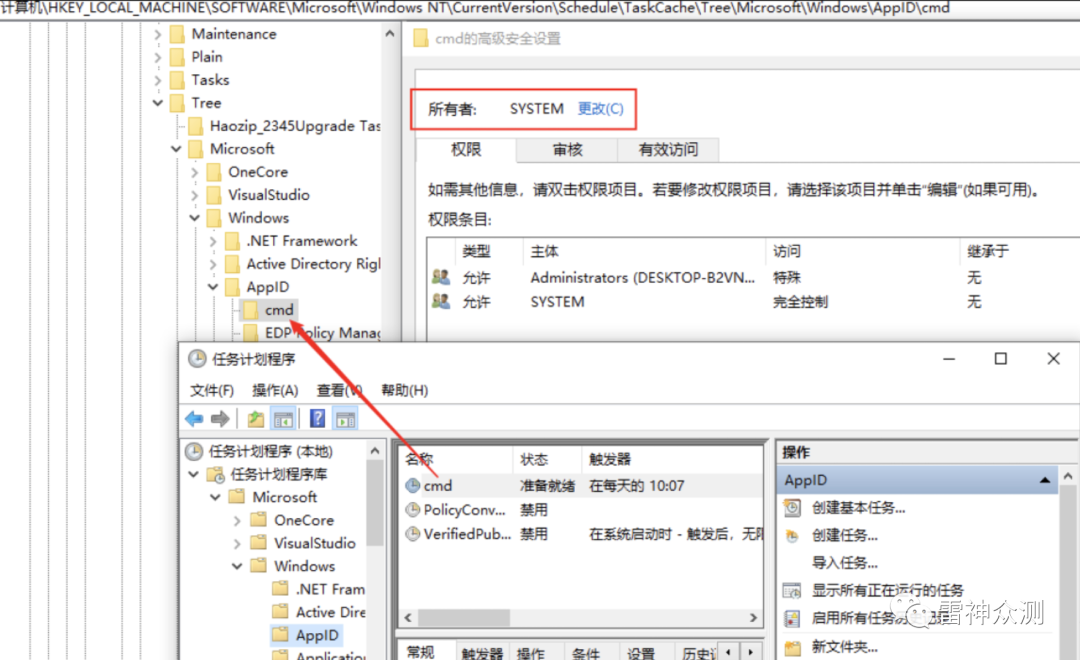 计算机\HKEY_LOCAL_MACHINE\SOFTWARE\Microsoft\Windows NT\CurrentVersion\Schedule\TaskCache\Tree\Microsoft\Windows\AppID\cmd
Maintenance
Plain
Tasks
Tree
Haozip_2345Upgrade Tas
Microsoft
OneCore
VisualStudio
Windows
.NET Framework
Active Directory Righ
AppID
cmd
EDP Policy Manag
cmd的高级安全设置
所有者: SYSTEM 更改(C)
权限 审核 有效访问
如需其他信息，请双击权限项目。若要修改权限项目，请选择该项目并单击“编辑”(如果可用)。
权限条目:
类型 主体 访问 继承于
允许 Administrators (DESKTOP-B2VN... 特殊 无
允许 SYSTEM 完全控制 无
任务计划程序
文件(F) 操作(A) 查看(V) 帮助(H)
任务计划程序 (本地)
任务计划程序库
Microsoft
OneCore
VisualStudio
Windows
.NET Fram
Active Dire
AppID
Applicatio
名称 状态 触发器
cmd 准备就绪 在每天的 10:07
PolicyConv... 禁用
VerifiedPub... 禁用 在系统启动时 - 触发后，无限
常规 触发器 操作 条件 设置 历史记
操作
AppID
创建基本任务...
创建任务...
导入任务...
显示所有正在运行的任务
启用所有任务历史记录
新文件夹...
雷神众测